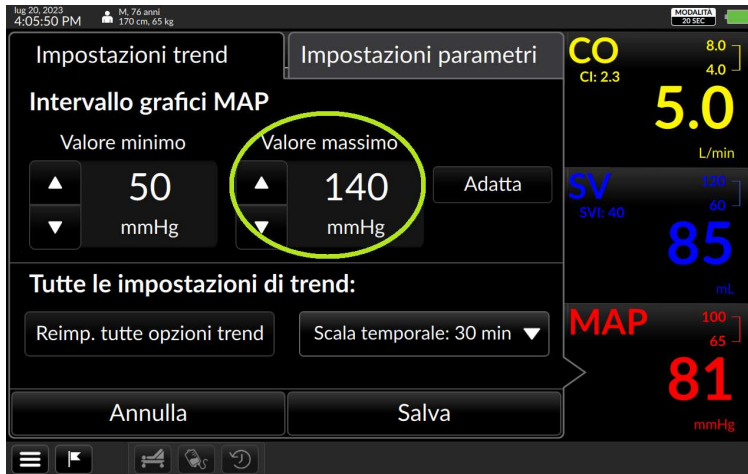 lug 20, 2023
4:05:50 PM
M, 76 anni
170 cm, 65 kg
MODALITÀ
20 SEC
Impostazioni trend
Impostazioni parametri
Intervallo grafici MAP
Valore minimo
Valore massimo
50
mmHg
140
mmHg
Adatta
Tutte le impostazioni di trend:
Reimp. tutte opzioni trend
Scala temporale: 30 min
Annulla
Salva
CO
CI: 2.3
8.0
4.0
5.0
L/min
SV
SVI: 40
120
60
85
mL
MAP
100
65
81
mmHg